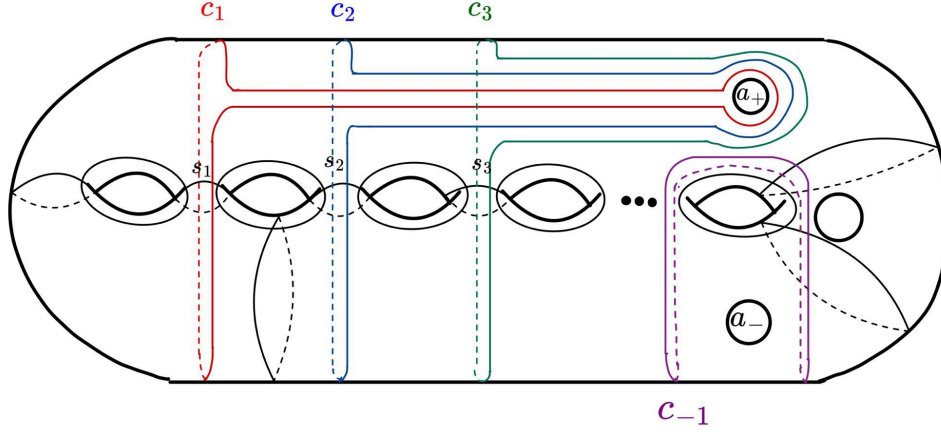 c₁ c₂ c₃
a₊
s₁ s₂ s₃
a₋
c₋₁